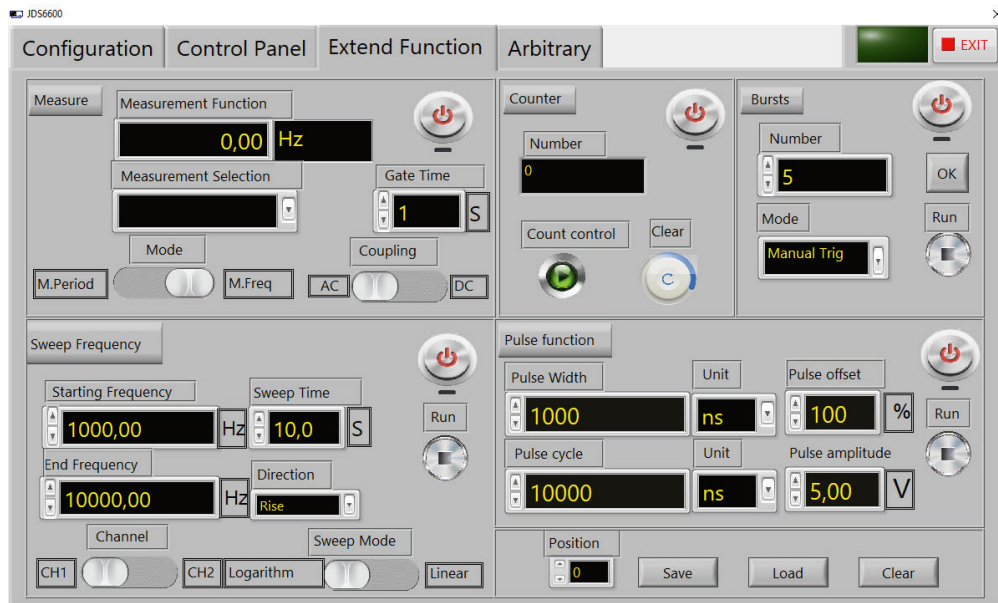 JDS6600
Configuration
Control Panel
Extend Function
Arbitrary
EXIT
Measure
Measurement Function
0,00 Hz
Measurement Selection
Gate Time
1 S
Mode
M.Period
M.Freq
Coupling
AC
DC
Counter
Number
0
Count control
Clear
Bursts
Number
5
OK
Mode
Manual Trig
Run
Sweep Frequency
Starting Frequency
1000,00 Hz
Sweep Time
10,0 S
Run
End Frequency
10000,00 Hz
Direction
Rise
Channel
CH1
CH2
Sweep Mode
Logarithm
Linear
Pulse function
Pulse Width
1000
Unit
ns
Pulse offset
100 %
Run
Pulse cycle
10000
Unit
ns
Pulse amplitude
5,00 V
Position
0
Save
Load
Clear